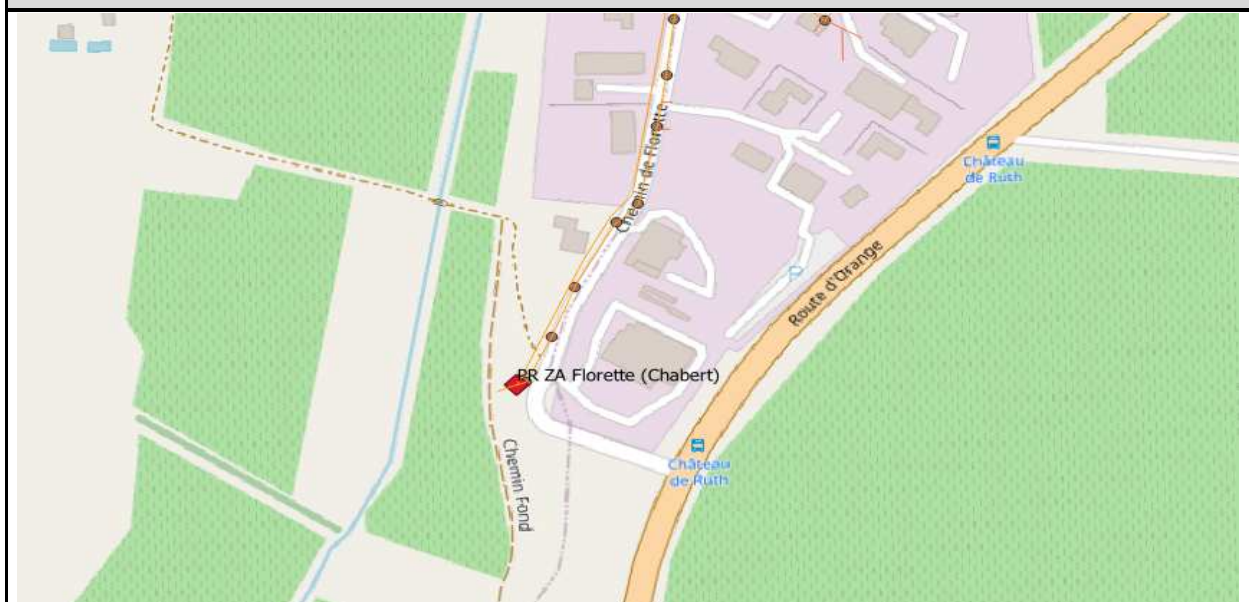 Chemin de Florette
Château
de Ruth
Route d'Orange
PR ZA Florette (Chabert)
Château
de Ruth
Chemin Fond